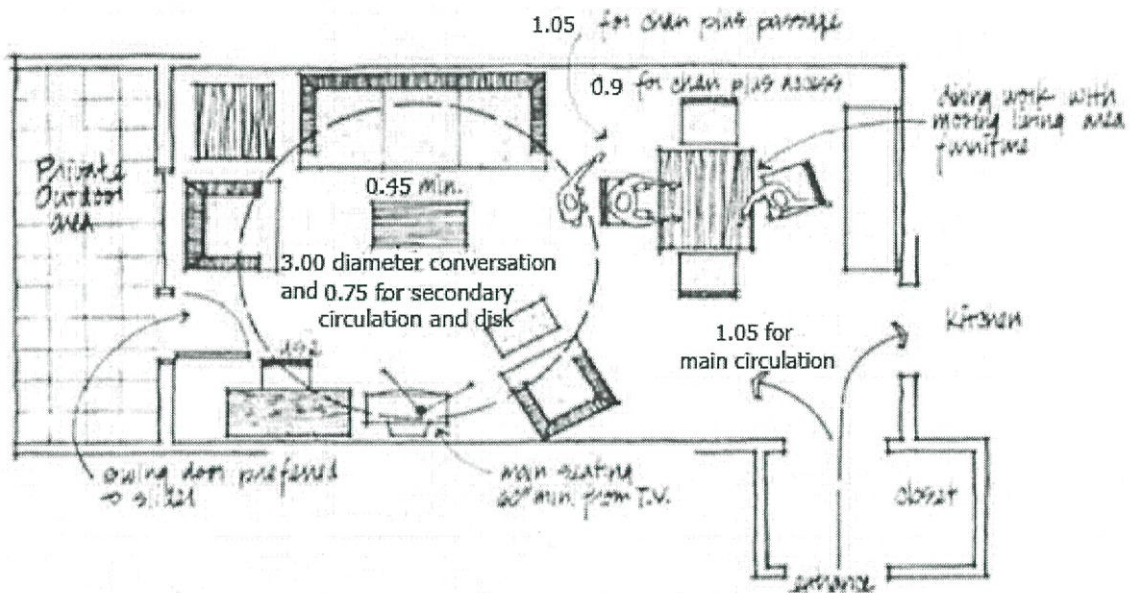 1.05 for chair plus passage
0.9 for chair plus access
dining work with
moving living area
furniture
Private
Outdoor
area
0.45 min.
3.00 diameter conversation
and 0.75 for secondary
circulation and disk
1.05 for
main circulation
Kitchen
swing door preferred
to slider
main seating
60" min. from T.V.
closet
entrance